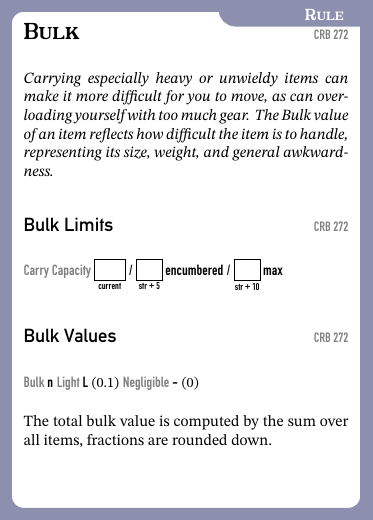 RULE
BULK CRB 272
Carrying especially heavy or unwieldy items can
make it more difficult for you to move, as can over-
loading yourself with too much gear. The Bulk value
of an item reflects how difficult the item is to handle,
representing its size, weight, and general awkward-
ness.
Bulk Limits CRB 272
Carry Capacity / encumbered / max
current str + 5 str + 10
Bulk Values CRB 272
Bulk n Light L (0.1) Negligible – (0)
The total bulk value is computed by the sum over
all items, fractions are rounded down.